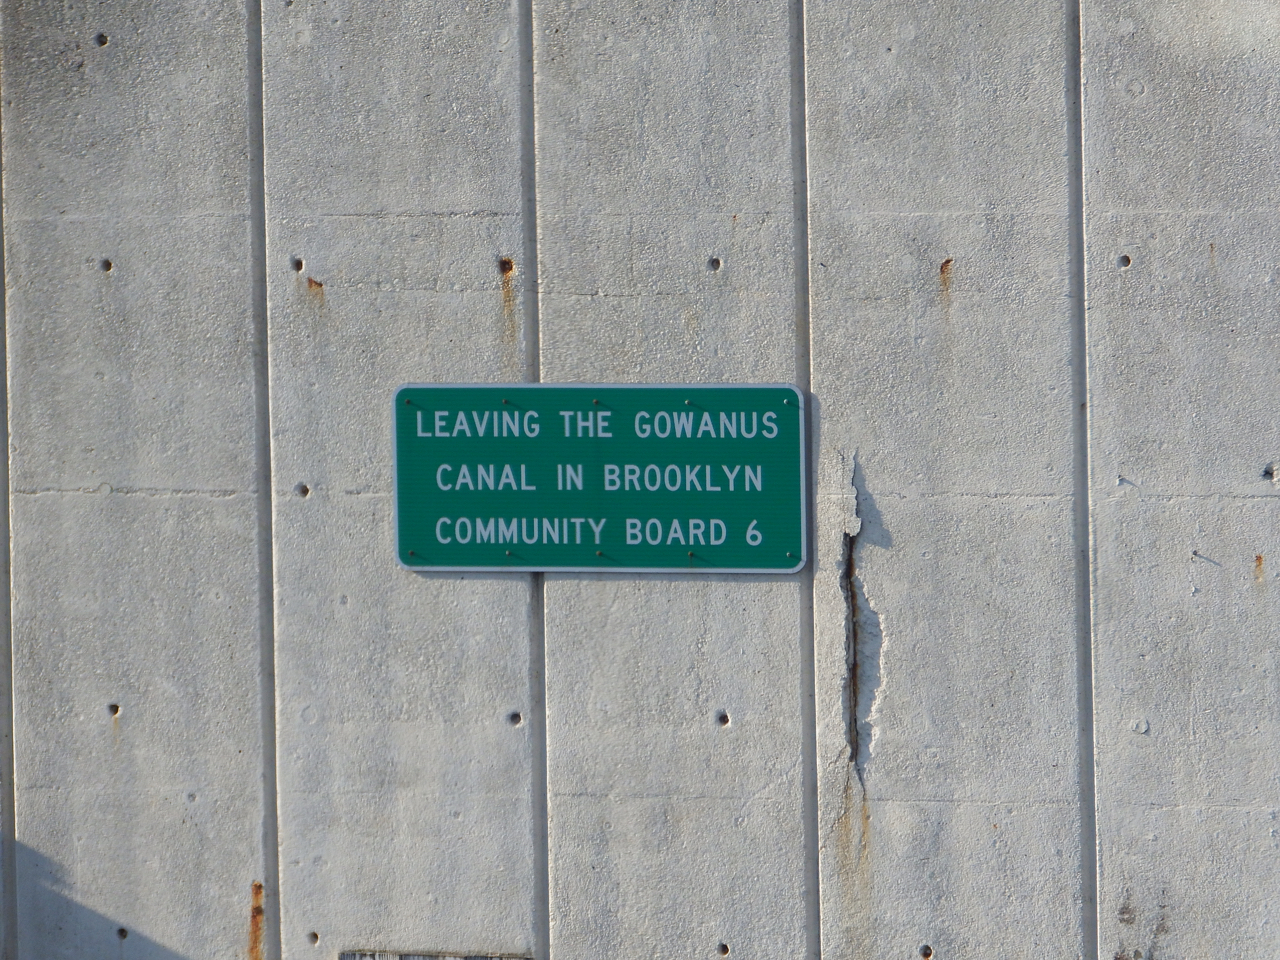 LEAVING THE GOWANUS
CANAL IN BROOKLYN
COMMUNITY BOARD 6